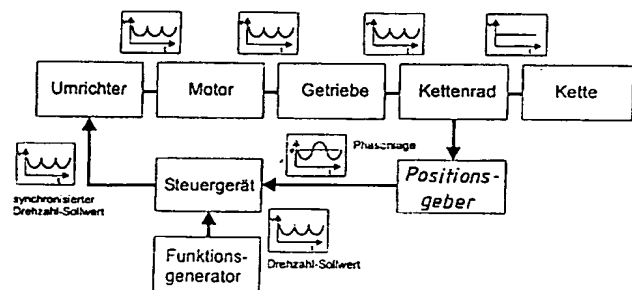 Umrichter
Motor
Getriebe
Kettenrad
Kette
Phasenlage
synchronisierter
Drehzahl-Sollwert
Steuergerät
Positions-
geber
Funktions-
generator
Drehzahl-Sollwert